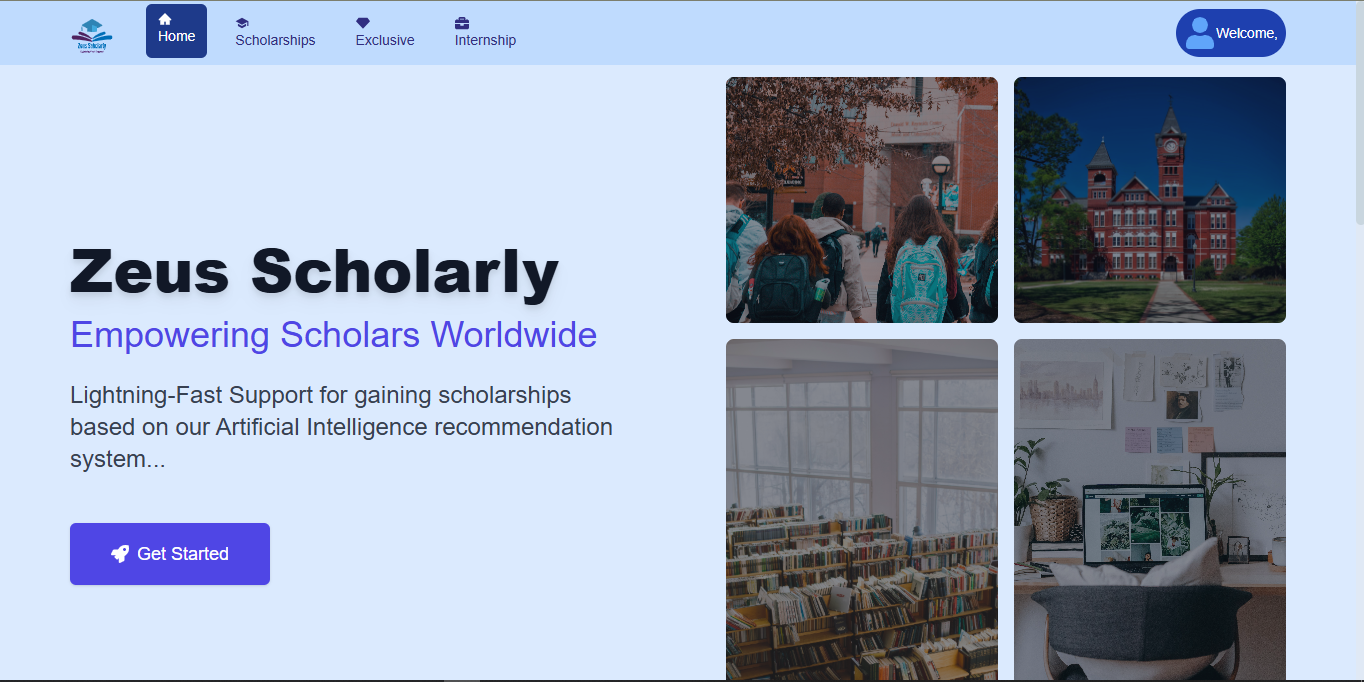 Zeus Scholarly
Home
Scholarships
Exclusive
Internship
Welcome,
Zeus Scholarly
Empowering Scholars Worldwide
Lightning-Fast Support for gaining scholarships
based on our Artificial Intelligence recommendation
system...
Get Started